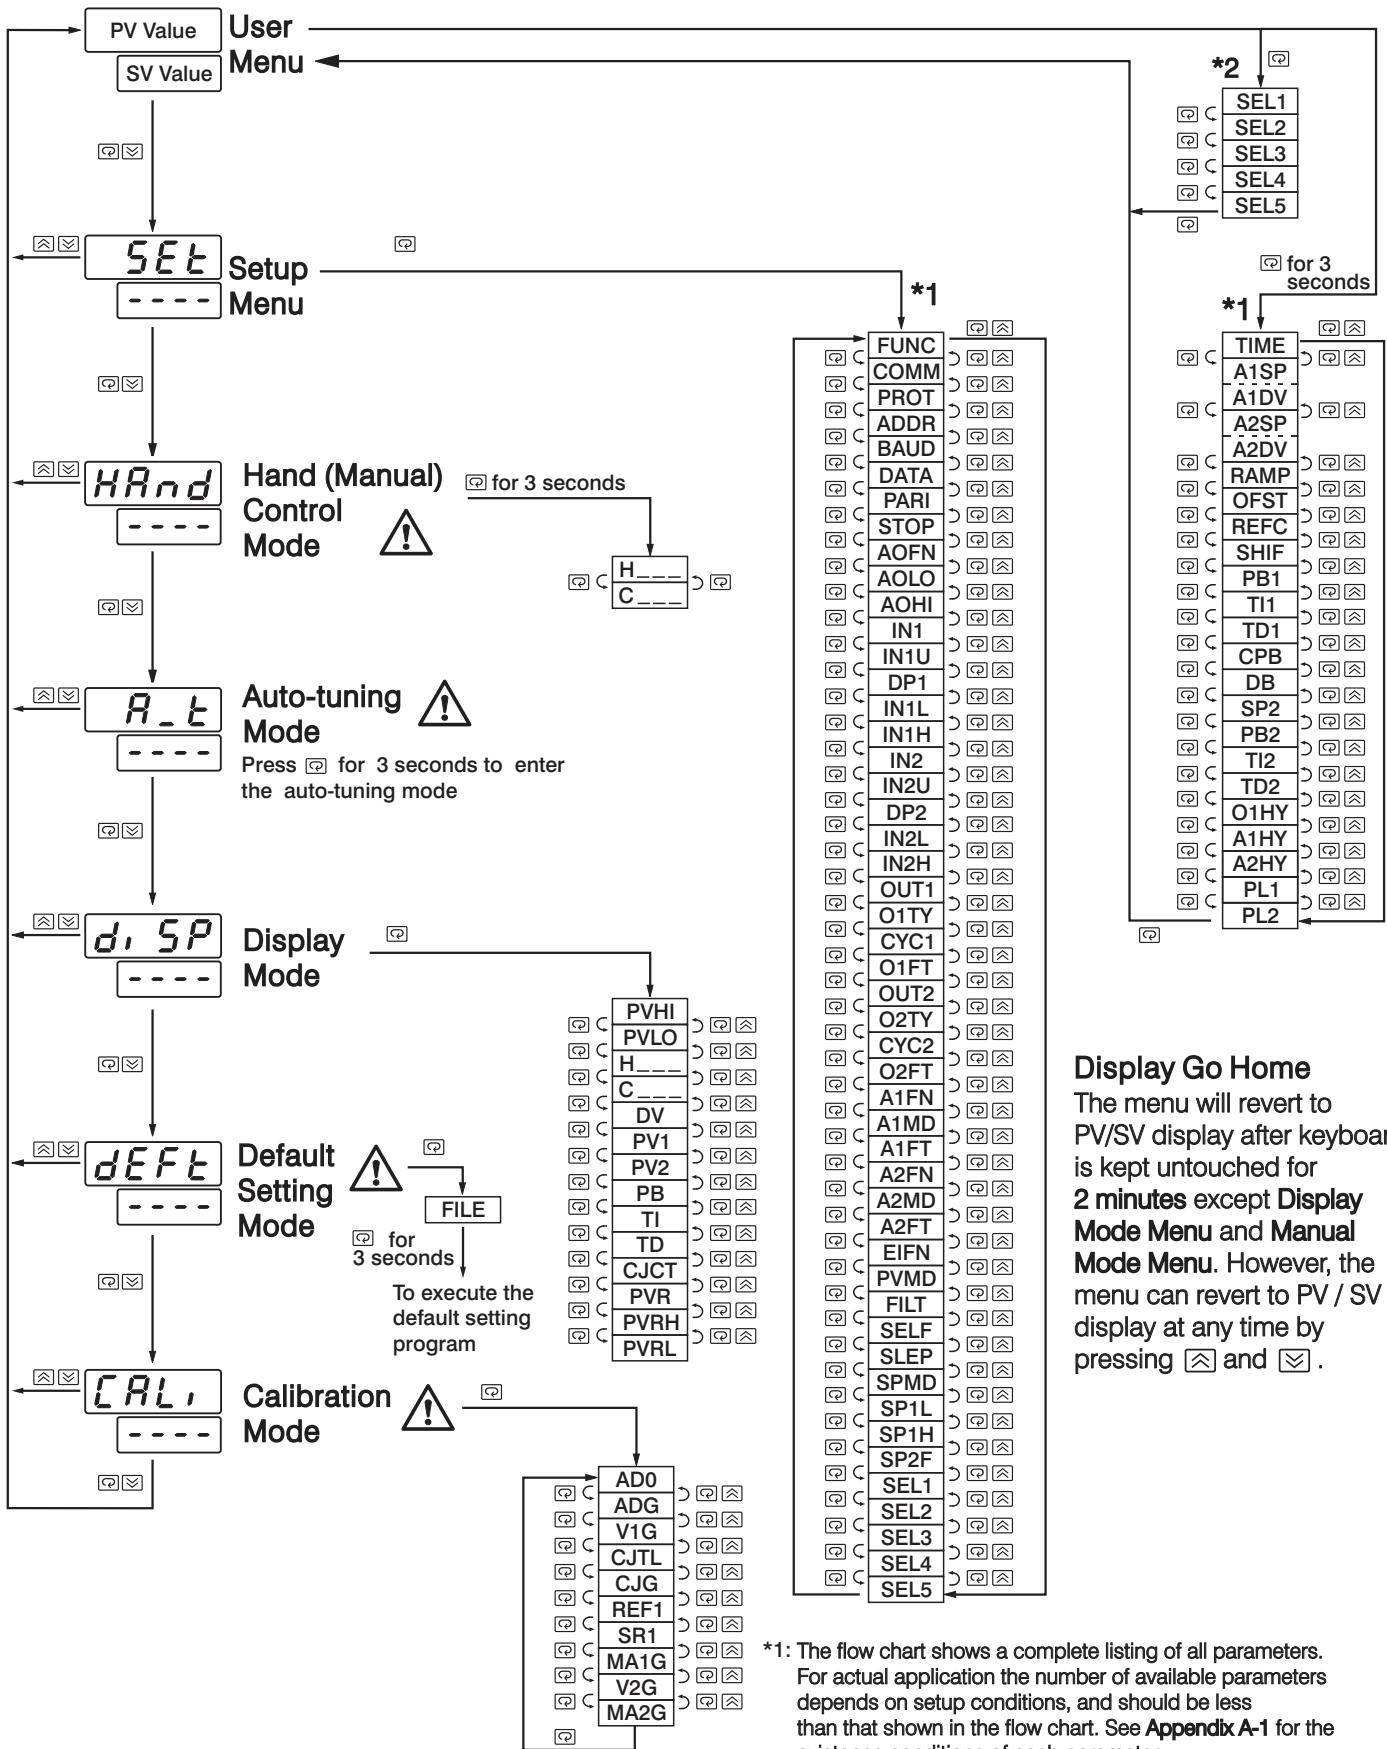 PV Value
SV Value
User
Menu
*2
SEL1
SEL2
SEL3
SEL4
SEL5
for 3
seconds
SEt
- - - -
Setup
Menu
*1
FUNC
COMM
PROT
ADDR
BAUD
DATA
PARI
STOP
AOFN
AOLO
AOHI
IN1
IN1U
DP1
IN1L
IN1H
IN2
IN2U
DP2
IN2L
IN2H
OUT1
O1TY
CYC1
O1FT
OUT2
O2TY
CYC2
O2FT
A1FN
A1MD
A1FT
A2FN
A2MD
A2FT
EIFN
PVMD
FILT
SELF
SLEP
SPMD
SP1L
SP1H
SP2F
SEL1
SEL2
SEL3
SEL4
SEL5
*1
TIME
A1SP
A1DV
A2SP
A2DV
RAMP
OFST
REFC
SHIF
PB1
TI1
TD1
CPB
DB
SP2
PB2
TI2
TD2
O1HY
A1HY
A2HY
PL1
PL2
HAnd
- - - -
Hand (Manual)
Control
Mode
for 3 seconds
H_ _ _
C_ _ _
A_t
- - - -
Auto-tuning
Mode
Press for 3 seconds to enter
the auto-tuning mode
diSP
- - - -
Display
Mode
PVHI
PVLO
H_ _ _
C_ _ _
DV
PV1
PV2
PB
TI
TD
CJCT
PVR
PVRH
PVRL
dEFt
- - - -
Default
Setting
Mode
FILE
for
3 seconds
To execute the
default setting
program
CALi
- - - -
Calibration
Mode
AD0
ADG
V1G
CJTL
CJG
REF1
SR1
MA1G
V2G
MA2G
Display Go Home
The menu will revert to
PV/SV display after
is kept untouched for
2 minutes except Display
Mode Menu and Manual
Mode Menu. However, the
menu can revert to PV / SV
display at any time by
pressing and .
*1: The flow chart shows a complete listing of all parameters.
For actual application the number of available parameters
depends on setup conditions, and should be less
than that shown in the flow chart. See Appendix A-1 for the